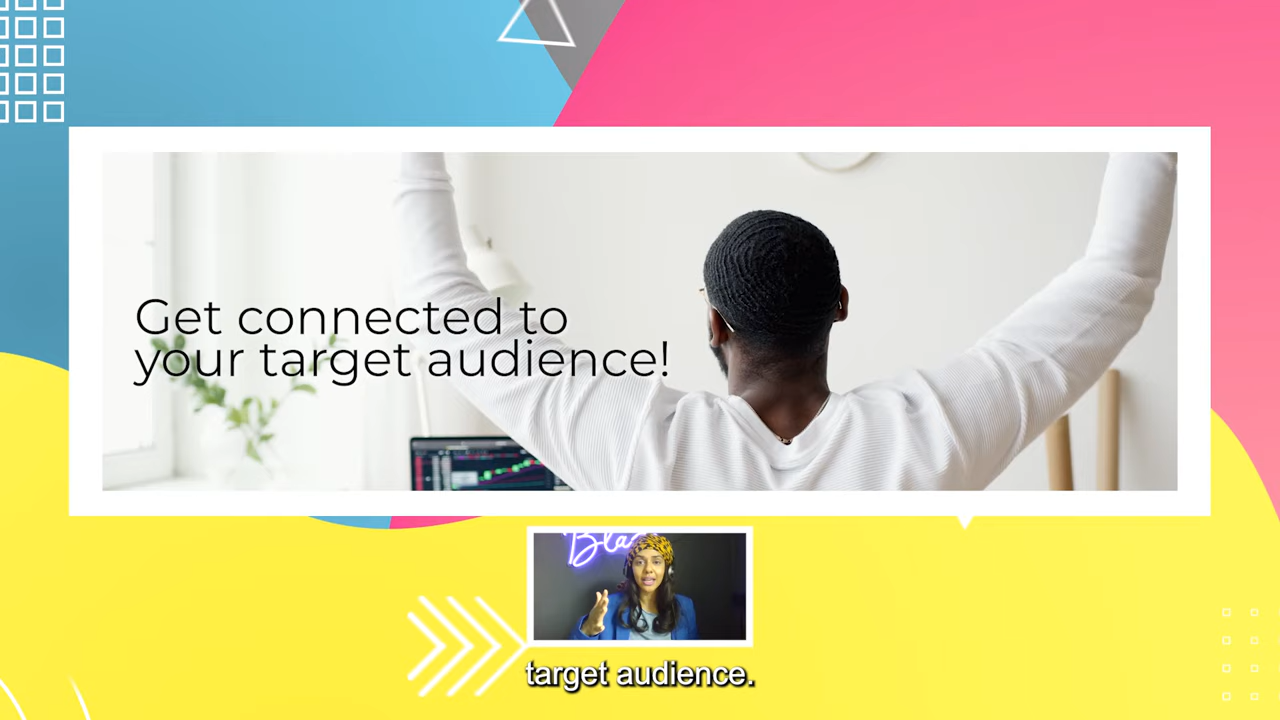 Get connected to
your target audience!
target audience.